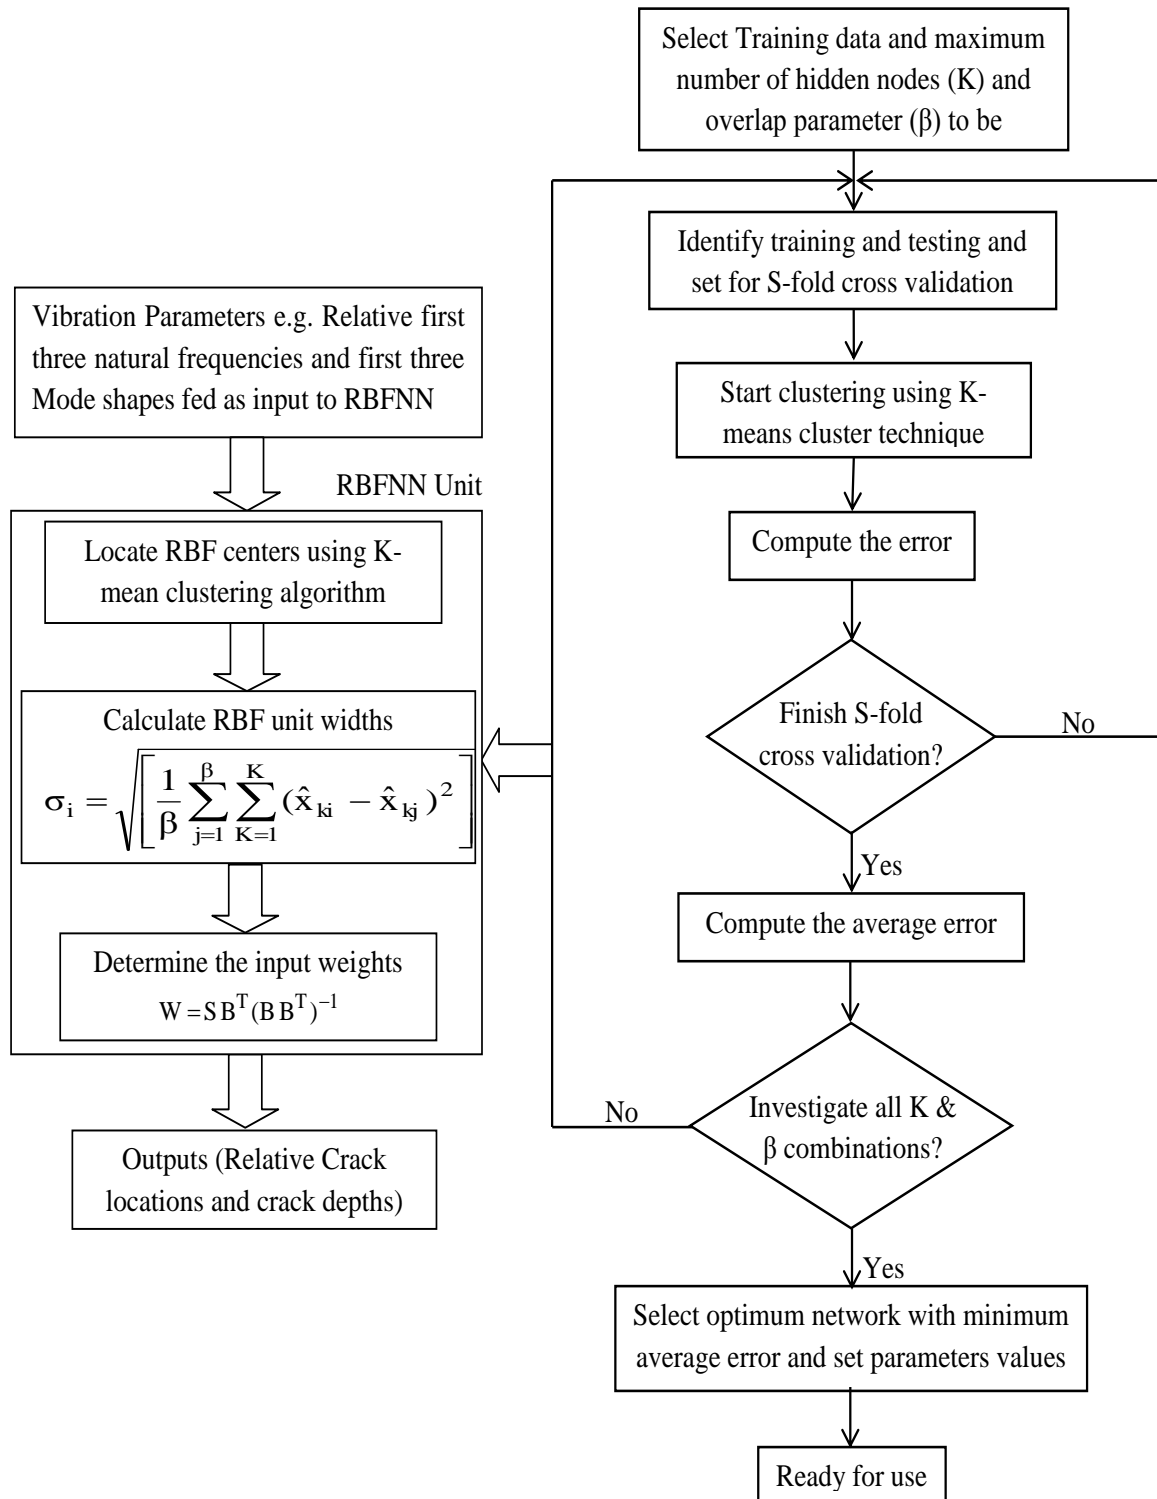 Select Training data and maximum
number of hidden nodes (K) and
overlap parameter (β) to be
Identify training and testing and
set for S-fold cross validation
Start clustering using K-
means cluster technique
Compute the error
Finish S-fold
cross validation?
No
Yes
Compute the average error
Investigate all K &
β combinations?
No
Yes
Select optimum network with minimum
average error and set parameters values
Ready for use
Vibration Parameters e.g. Relative first
three natural frequencies and first three
Mode shapes fed as input to RBFNN
RBFNN Unit
Locate RBF centers using K-
mean clustering algorithm
Calculate RBF unit widths
σ_i = √[ 1/β ∑_{j=1}^{β} ∑_{K=1}^{K} (x̂_{ki} − x̂_{kj})² ]
Determine the input weights
W = S B^T (B B^T)^{−1}
Outputs (Relative Crack
locations and crack depths)